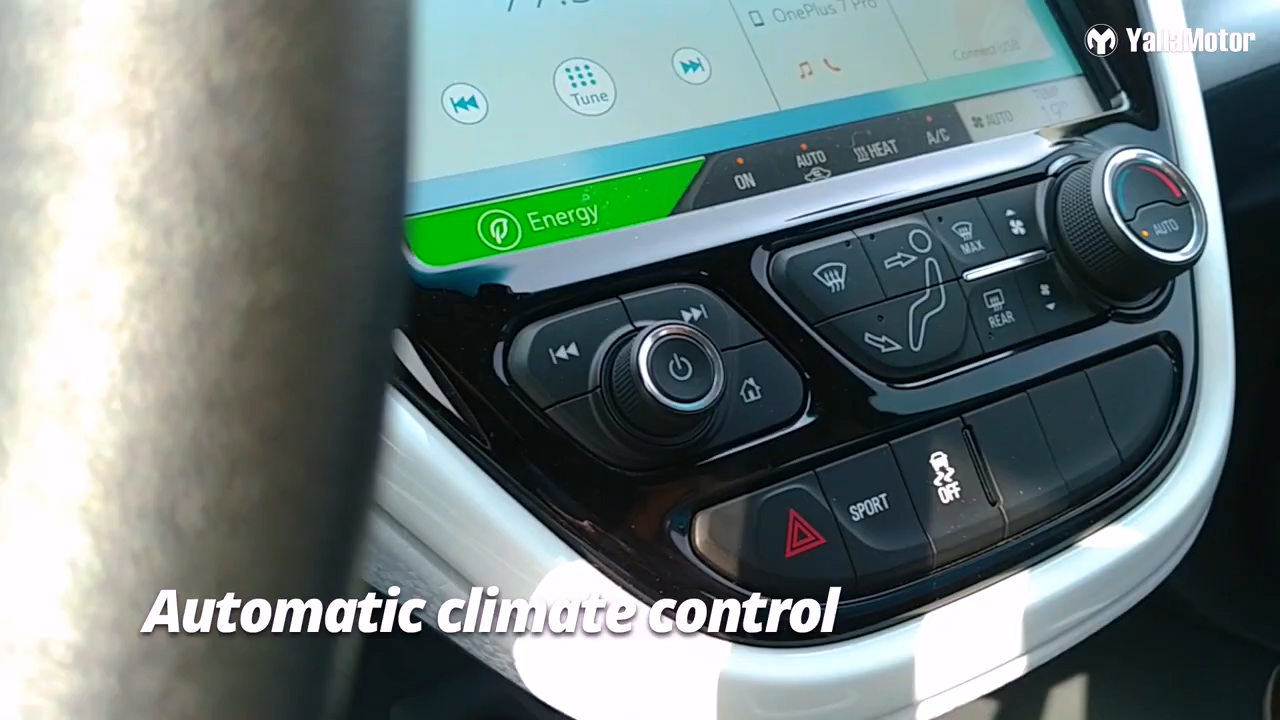 YallaMotor
OnePlus 7 Pro
Connect USB
Tune
TEMP
AUTO
ON
AUTO
HEAT
A/C
Energy
MAX
AUTO
REAR
SPORT
OFF
Automatic climate control